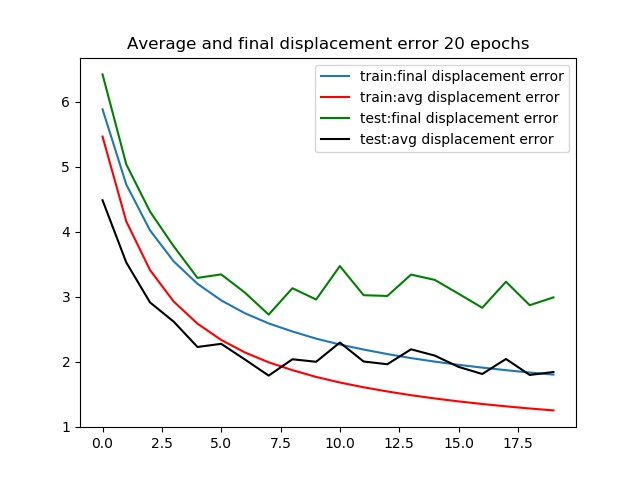 Average and final displacement error 20 epochs
train:final displacement error
train:avg displacement error
test:final displacement error
test:avg displacement error
6
5
4
3
2
1
0.0 2.5 5.0 7.5 10.0 12.5 15.0 17.5